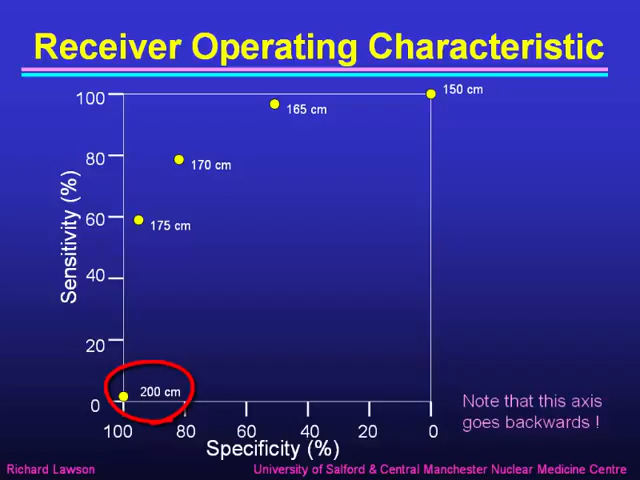 Receiver Operating Characteristic
100
150 cm
165 cm
80
170 cm
60
175 cm
Sensitivity (%)
40
20
200 cm
0
100
80
60
40
20
0
Specificity (%)
Note that this axis
goes backwards !
Richard Lawson
University of Salford & Central Manchester Nuclear Medicine Centre